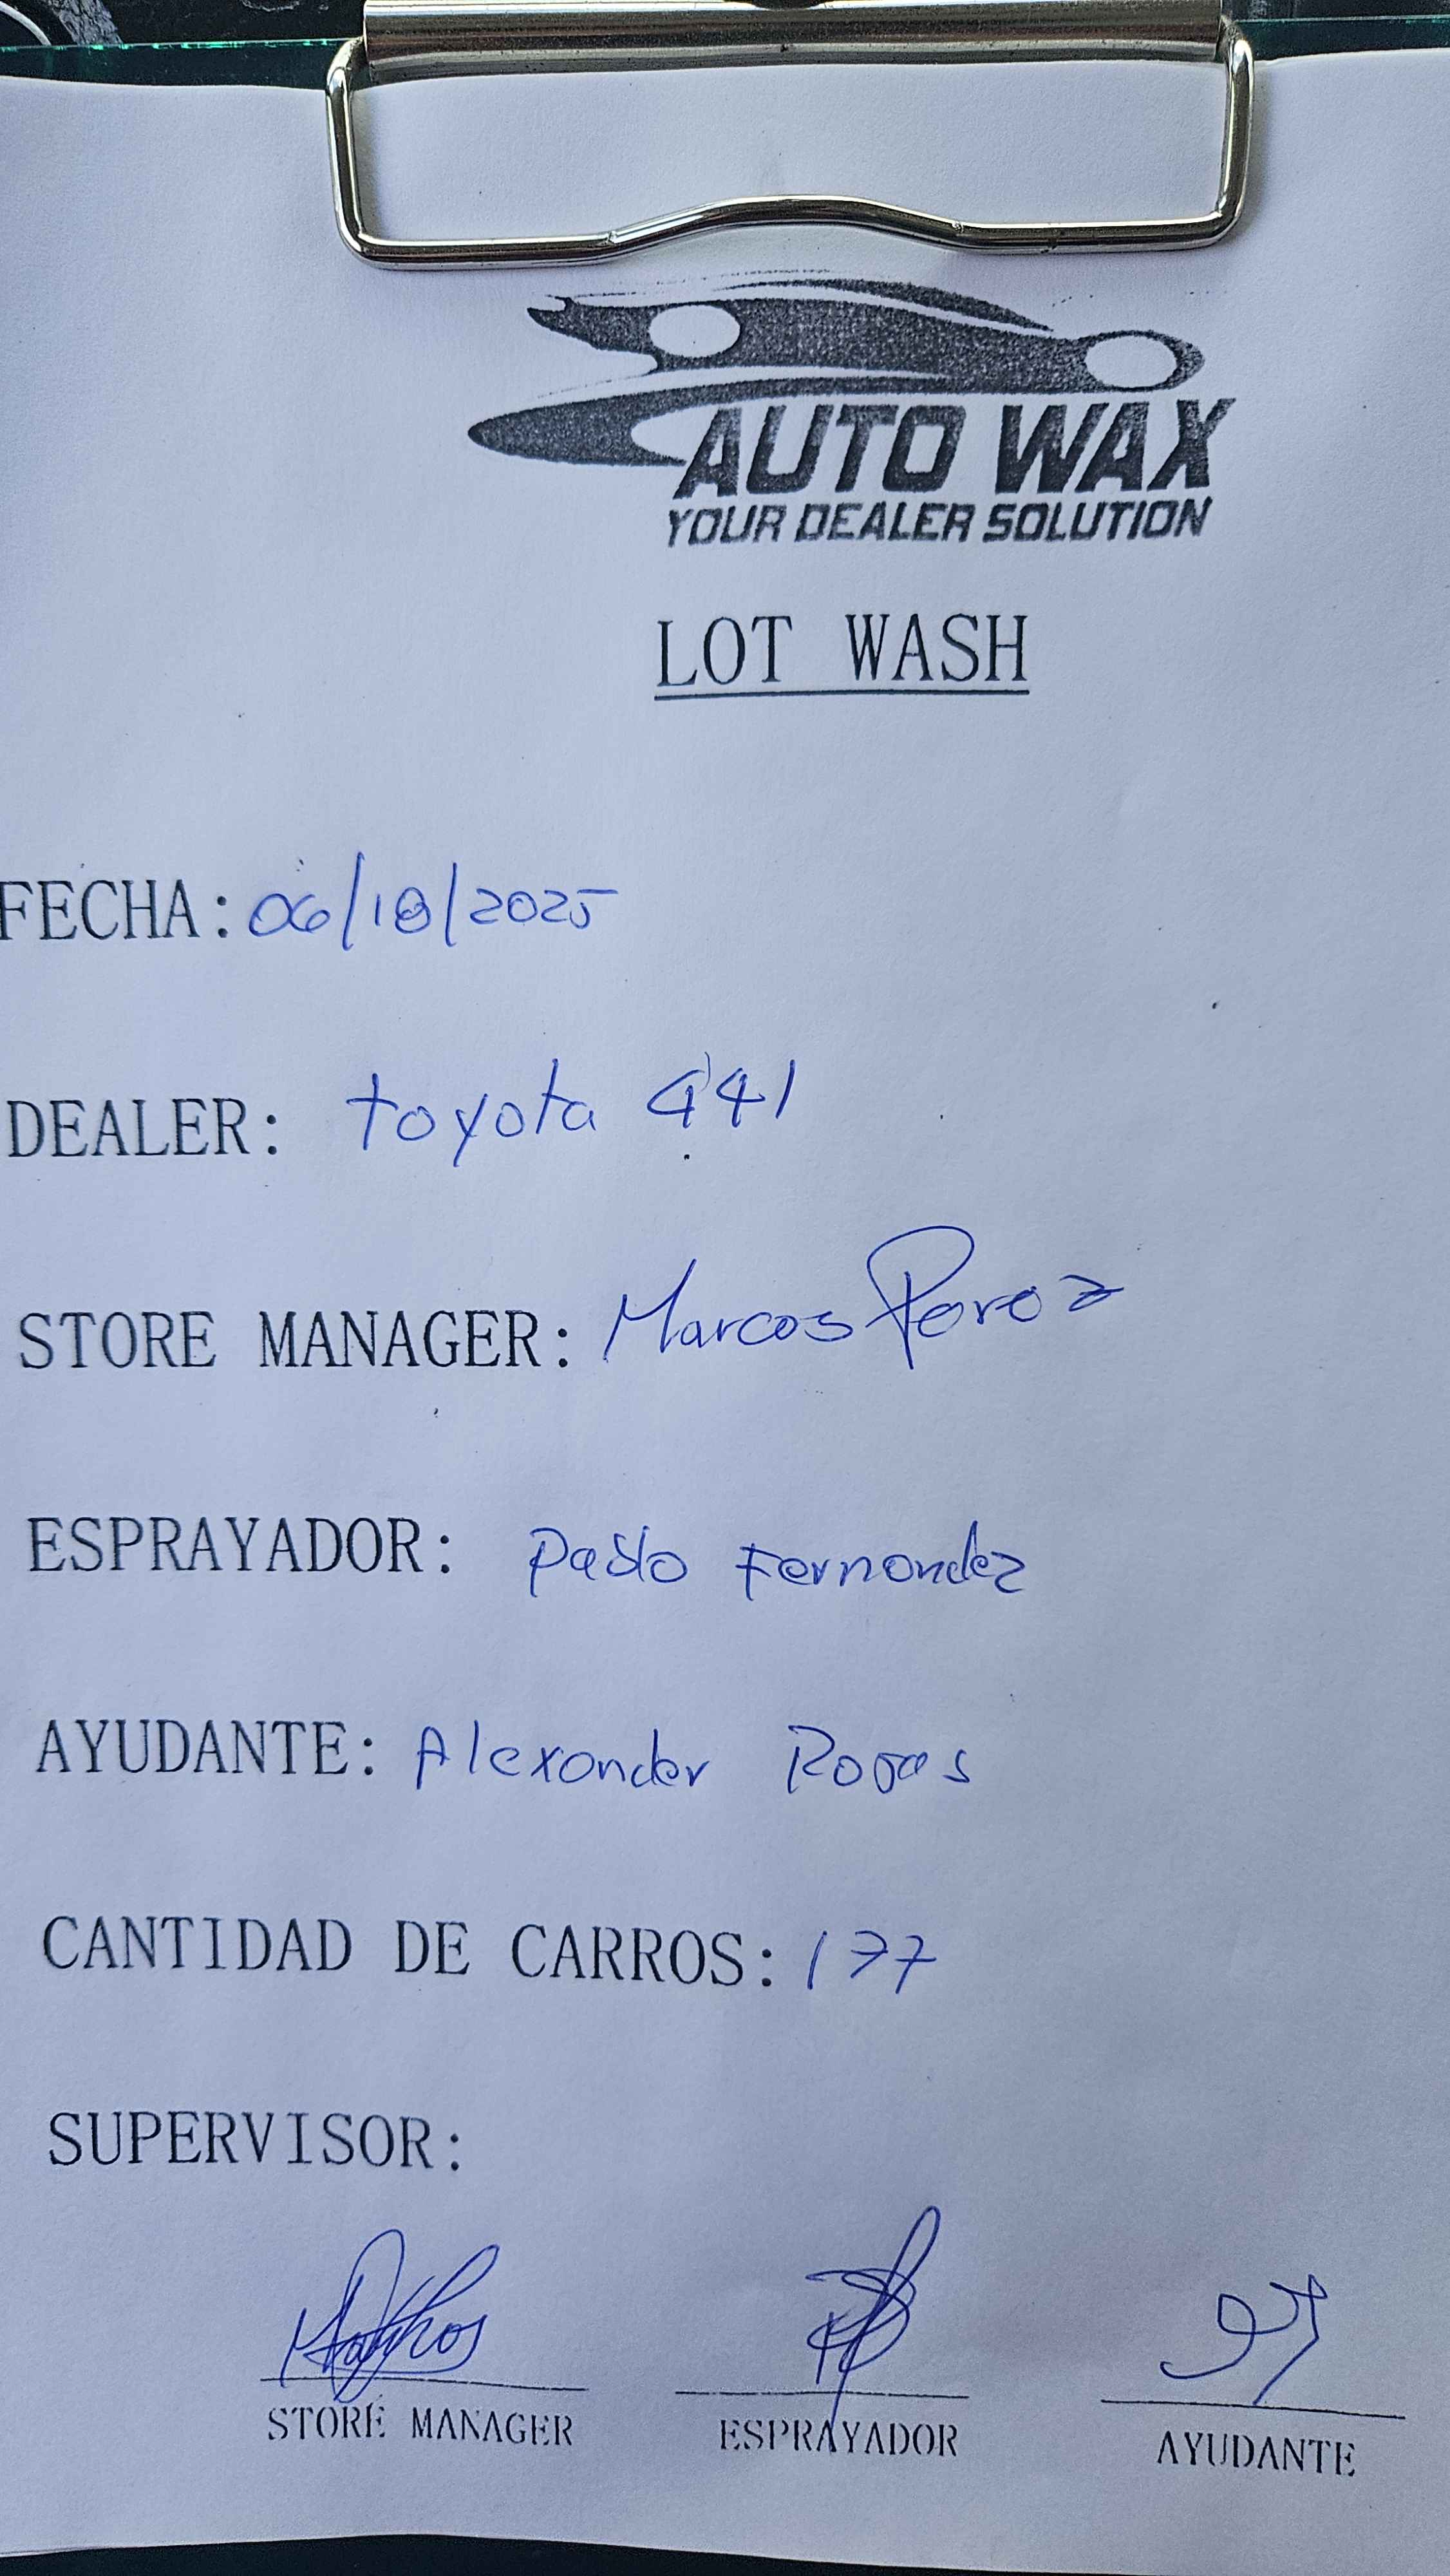 AUTO WAX
YOUR DEALER SOLUTION
LOT WASH
FECHA: 06/18/2025
DEALER: toyota 441
STORE MANAGER: Marcos Perez
ESPRAYADOR: Pablo Fernandez
AYUDANTE: Alexander Rojas
CANTIDAD DE CARROS: 177
SUPERVISOR:
STORE MANAGER ESPRAYADOR AYUDANTE